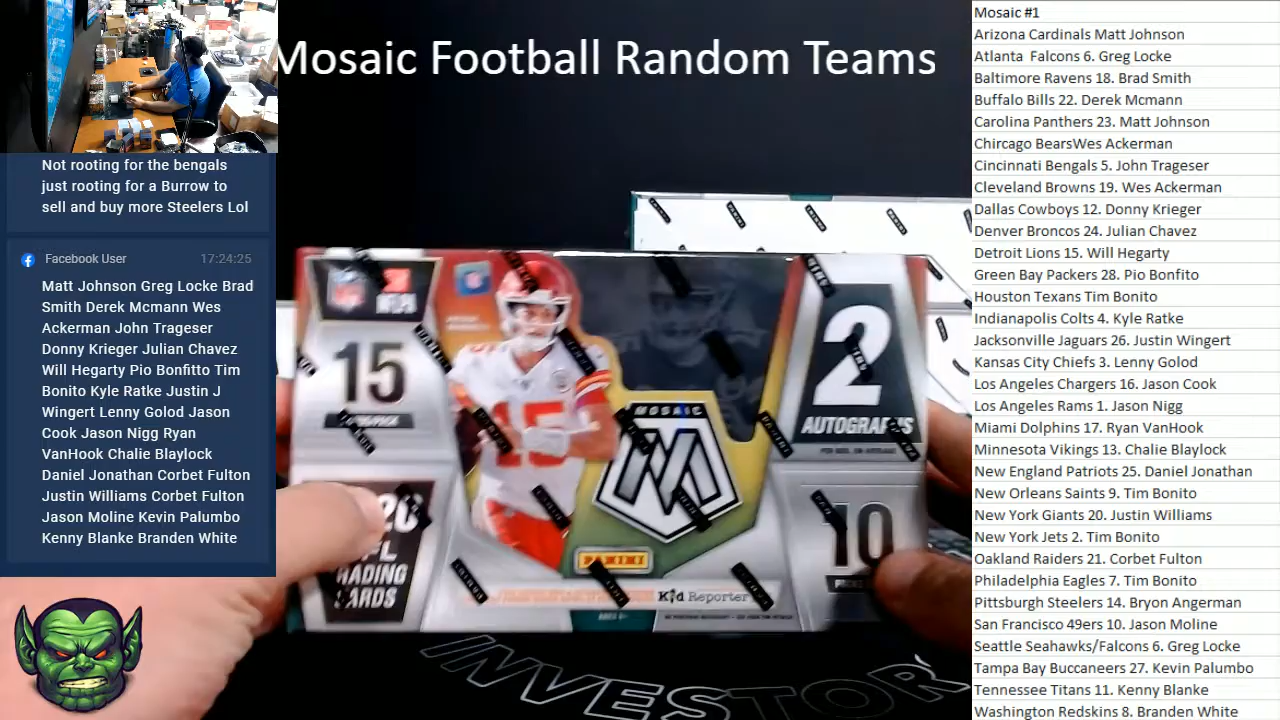 Mosaic Football Random Teams
Not rooting for the bengals
just rooting for a Burrow to
sell and buy more Steelers Lol
Facebook User
17:24:25
Matt Johnson Greg Locke Brad
Smith Derek Mcmann Wes
Ackerman John Trageser
Donny Krieger Julian Chavez
Will Hegarty Pio Bonfitto Tim
Bonito Kyle Ratke Justin J
Wingert Lenny Golod Jason
Cook Jason Nigg Ryan
VanHook Chalie Blaylock
Daniel Jonathan Corbet Fulton
Justin Williams Corbet Fulton
Jason Moline Kevin Palumbo
Kenny Blanke Branden White
15
TRADING
CARDS
15
MOSAIC
PANINI
Kid Reporter
2
AUTOGRAPHS
10
INVESTOR
Mosaic #1
Arizona Cardinals Matt Johnson
Atlanta  Falcons 6. Greg Locke
Baltimore Ravens 18. Brad Smith
Buffalo Bills 22. Derek Mcmann
Carolina Panthers 23. Matt Johnson
Chircago BearsWes Ackerman
Cincinnati Bengals 5. John Trageser
Cleveland Browns 19. Wes Ackerman
Dallas Cowboys 12. Donny Krieger
Denver Broncos 24. Julian Chavez
Detroit Lions 15. Will Hegarty
Green Bay Packers 28. Pio Bonfito
Houston Texans Tim Bonito
Indianapolis Colts 4. Kyle Ratke
Jacksonville Jaguars 26. Justin Wingert
Kansas City Chiefs 3. Lenny Golod
Los Angeles Chargers 16. Jason Cook
Los Angeles Rams 1. Jason Nigg
Miami Dolphins 17. Ryan VanHook
Minnesota Vikings 13. Chalie Blaylock
New England Patriots 25. Daniel Jonathan
New Orleans Saints 9. Tim Bonito
New York Giants 20. Justin Williams
New York Jets 2. Tim Bonito
Oakland Raiders 21. Corbet Fulton
Philadelphia Eagles 7. Tim Bonito
Pittsburgh Steelers 14. Bryon Angerman
San Francisco 49ers 10. Jason Moline
Seattle Seahawks/Falcons 6. Greg Locke
Tampa Bay Buccaneers 27. Kevin Palumbo
Tennessee Titans 11. Kenny Blanke
Washington Redskins 8. Branden White